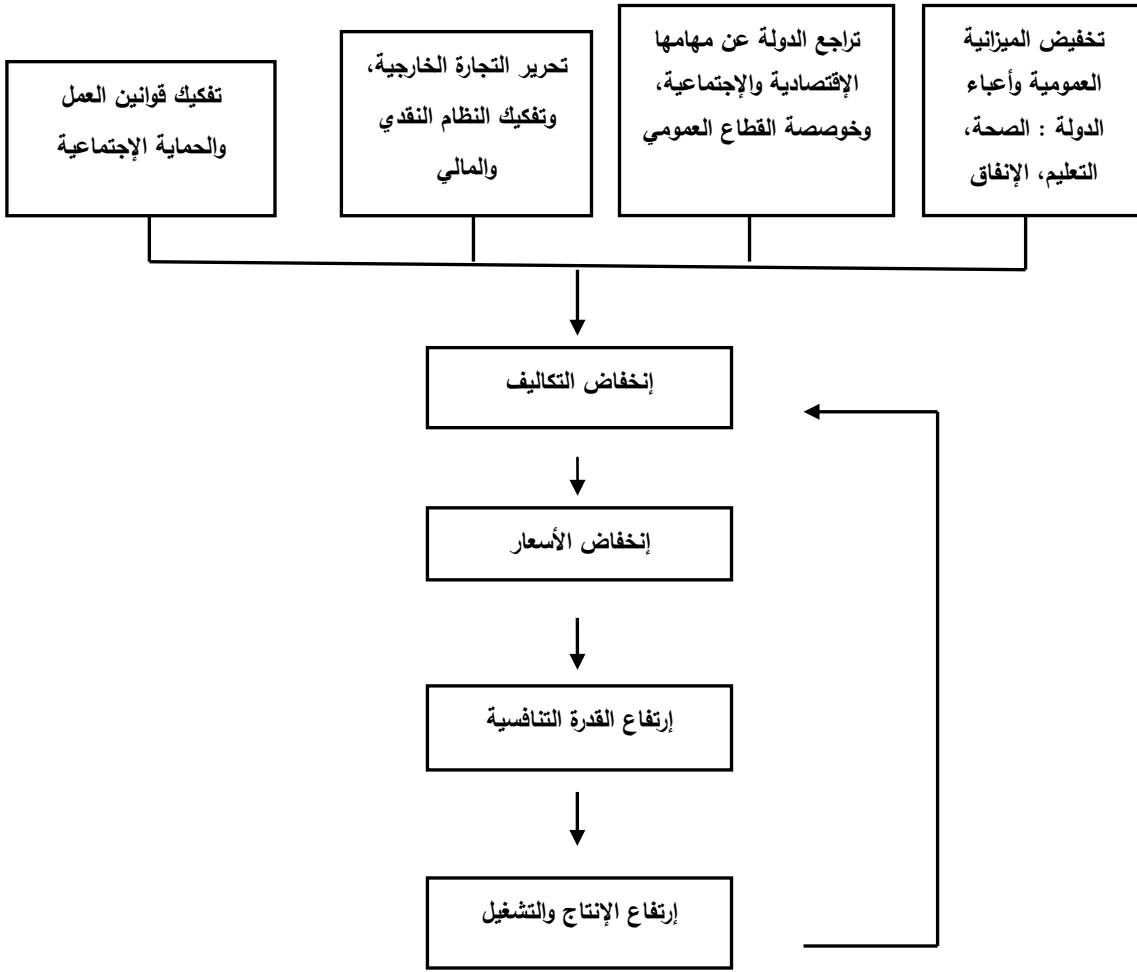 تخفيض الميزانية
العمومية وأعباء
الدولة : الصحة،
التعليم، الإنفاق
تراجع الدولة عن مهامها
الإقتصادية والإجتماعية،
وخوصصة القطاع العمومي
تحرير التجارة الخارجية،
وتفكيك النظام النقدي
والمالي
تفكيك قوانين العمل
والحماية الإجتماعية
إنخفاض التكاليف
إنخفاض الأسعار
إرتفاع القدرة التنافسية
إرتفاع الإنتاج والتشغيل